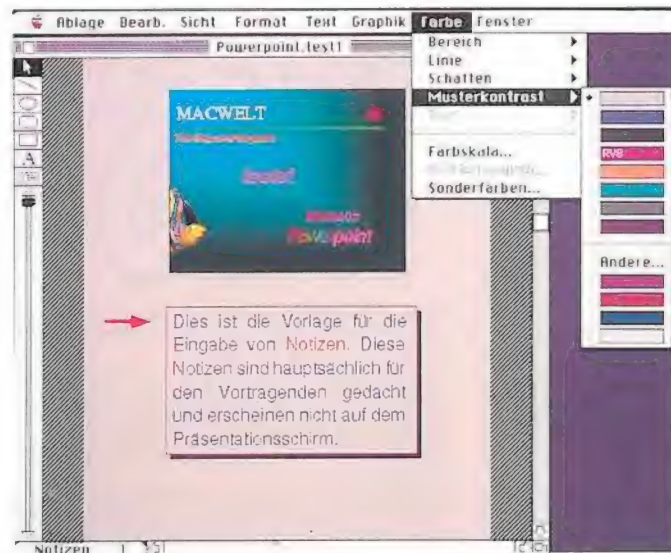 Ablage Bearb. Sicht Format Text Graphik Farbe Fenster
Powerpoint.test1
Bereich
Linie
Schatten
Musterkontrast
Farbskala...
Sonderfarben...
RVB
Andere...
A
MACWELT
Powerpoint
Dies ist die Vorlage für die
Eingabe von Notizen. Diese
Notizen sind hauptsächlich für
den Vortragenden gedacht
und erscheinen nicht auf dem
Präsentationsschirm.
Notizen 1